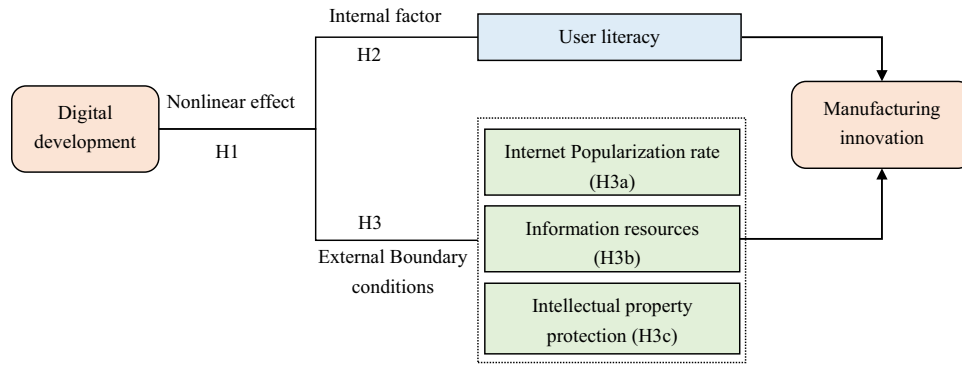 Digital
development
Nonlinear effect
H1
Internal factor
H2
User literacy
H3
External Boundary
conditions
Internet Popularization rate
(H3a)
Information resources
(H3b)
Intellectual property
protection (H3c)
Manufacturing
innovation